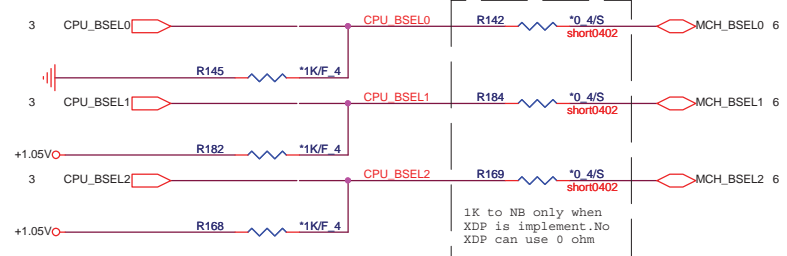 3 CPU_BSEL0 CPU_BSEL0 R142 *0_4/S MCH_BSEL0 6
short0402
R145 *1K/F_4
3 CPU_BSEL1 CPU_BSEL1 R184 *0_4/S MCH_BSEL1 6
short0402
+1.05V R182 *1K/F_4
3 CPU_BSEL2 CPU_BSEL2 R169 *0_4/S MCH_BSEL2 6
short0402
+1.05V R168 *1K/F_4
1K to NB only when
XDP is implement.No
XDP can use 0 ohm